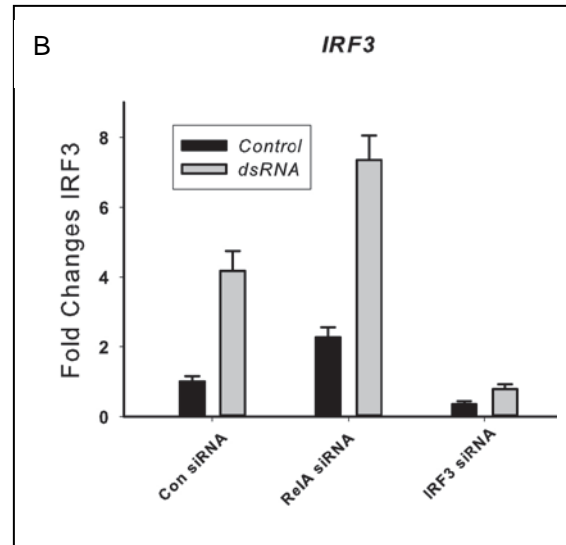 B
IRF3
Fold Changes IRF3
8
6
4
2
0
Control
dsRNA
Con siRNA
RelA siRNA
IRF3 siRNA